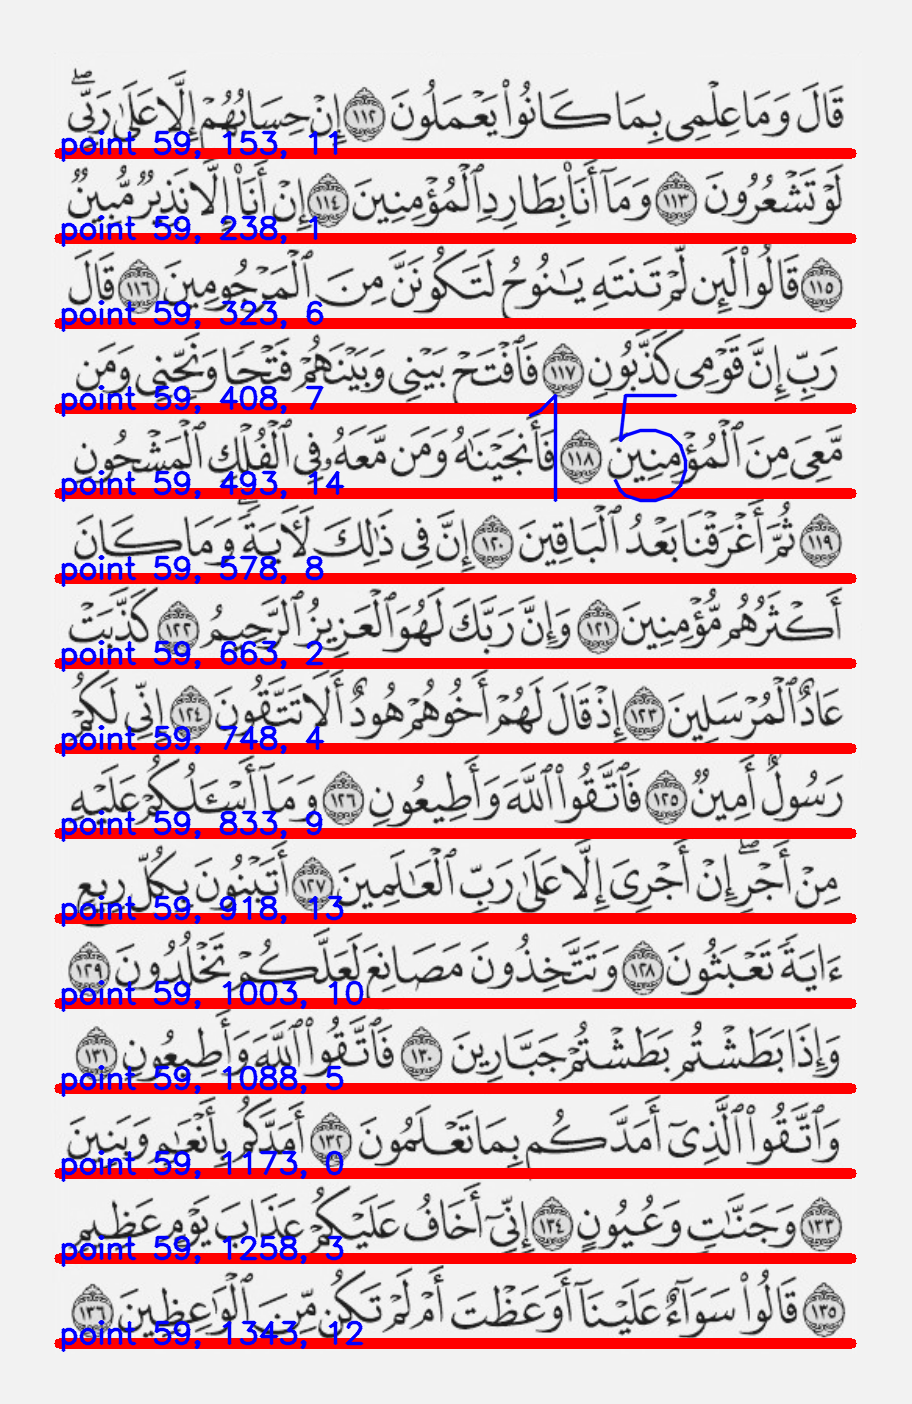 قَالَ وَمَا عِلْمِى بِمَا كَانُوا۟ يَعْمَلُونَ ١١٢ إِنْ حِسَابُهُمْ إِلَّا عَلَىٰ رَبِّى ۖ
point 59, 153, 11
لَوْ تَشْعُرُونَ ١١٣ وَمَآ أَنَا۠ بِطَارِدِ ٱلْمُؤْمِنِينَ ١١٤ إِنْ أَنَا۠ إِلَّا نَذِيرٌ مُّبِينٌ
point 59, 238, 1
١١٥ قَالُوا۟ لَئِن لَّمْ تَنتَهِ يَـٰنُوحُ لَتَكُونَنَّ مِنَ ٱلْمَرْجُومِينَ ١١٦ قَالَ
point 59, 323, 6
رَبِّ إِنَّ قَوْمِى كَذَّبُونِ ١١٧ فَٱفْتَحْ بَيْنِى وَبَيْنَهُمْ فَتْحًا وَنَجِّنِى وَمَن
point 59, 408, 7
مَّعِىَ مِنَ ٱلْمُؤْمِنِينَ ١١٨ فَأَنجَيْنَـٰهُ وَمَن مَّعَهُۥ فِى ٱلْفُلْكِ ٱلْمَشْحُونِ
15
point 59, 493, 14
١١٩ ثُمَّ أَغْرَقْنَا بَعْدُ ٱلْبَاقِينَ ١٢٠ إِنَّ فِى ذَٰلِكَ لَـَٔايَةً ۖ وَمَا كَانَ
point 59, 578, 8
أَكْثَرُهُم مُّؤْمِنِينَ ١٢١ وَإِنَّ رَبَّكَ لَهُوَ ٱلْعَزِيزُ ٱلرَّحِيمُ ١٢٢ كَذَّبَتْ
point 59, 663, 2
عَادٌ ٱلْمُرْسَلِينَ ١٢٣ إِذْ قَالَ لَهُمْ أَخُوهُمْ هُودٌ أَلَا تَتَّقُونَ ١٢٤ إِنِّى لَكُمْ
point 59, 748, 4
رَسُولٌ أَمِينٌ ١٢٥ فَٱتَّقُوا۟ ٱللَّهَ وَأَطِيعُونِ ١٢٦ وَمَآ أَسْـَٔلُكُمْ عَلَيْهِ
point 59, 833, 9
مِنْ أَجْرٍ ۖ إِنْ أَجْرِىَ إِلَّا عَلَىٰ رَبِّ ٱلْعَـٰلَمِينَ ١٢٧ أَتَبْنُونَ بِكُلِّ رِيعٍ
point 59, 918, 13
ءَايَةً تَعْبَثُونَ ١٢٨ وَتَتَّخِذُونَ مَصَانِعَ لَعَلَّكُمْ تَخْلُدُونَ ١٢٩
point 59, 1003, 10
وَإِذَا بَطَشْتُم بَطَشْتُمْ جَبَّارِينَ ١٣٠ فَٱتَّقُوا۟ ٱللَّهَ وَأَطِيعُونِ ١٣١
point 59, 1088, 5
وَٱتَّقُوا۟ ٱلَّذِىٓ أَمَدَّكُم بِمَا تَعْلَمُونَ ١٣٢ أَمَدَّكُم بِأَنْعَـٰمٍ وَبَنِينَ
point 59, 1173, 0
١٣٣ وَجَنَّـٰتٍ وَعُيُونٍ ١٣٤ إِنِّىٓ أَخَافُ عَلَيْكُمْ عَذَابَ يَوْمٍ عَظِيمٍ
point 59, 1258, 3
١٣٥ قَالُوا۟ سَوَآءٌ عَلَيْنَآ أَوَعَظْتَ أَمْ لَمْ تَكُن مِّنَ ٱلْوَٰعِظِينَ ١٣٦
point 59, 1343, 12